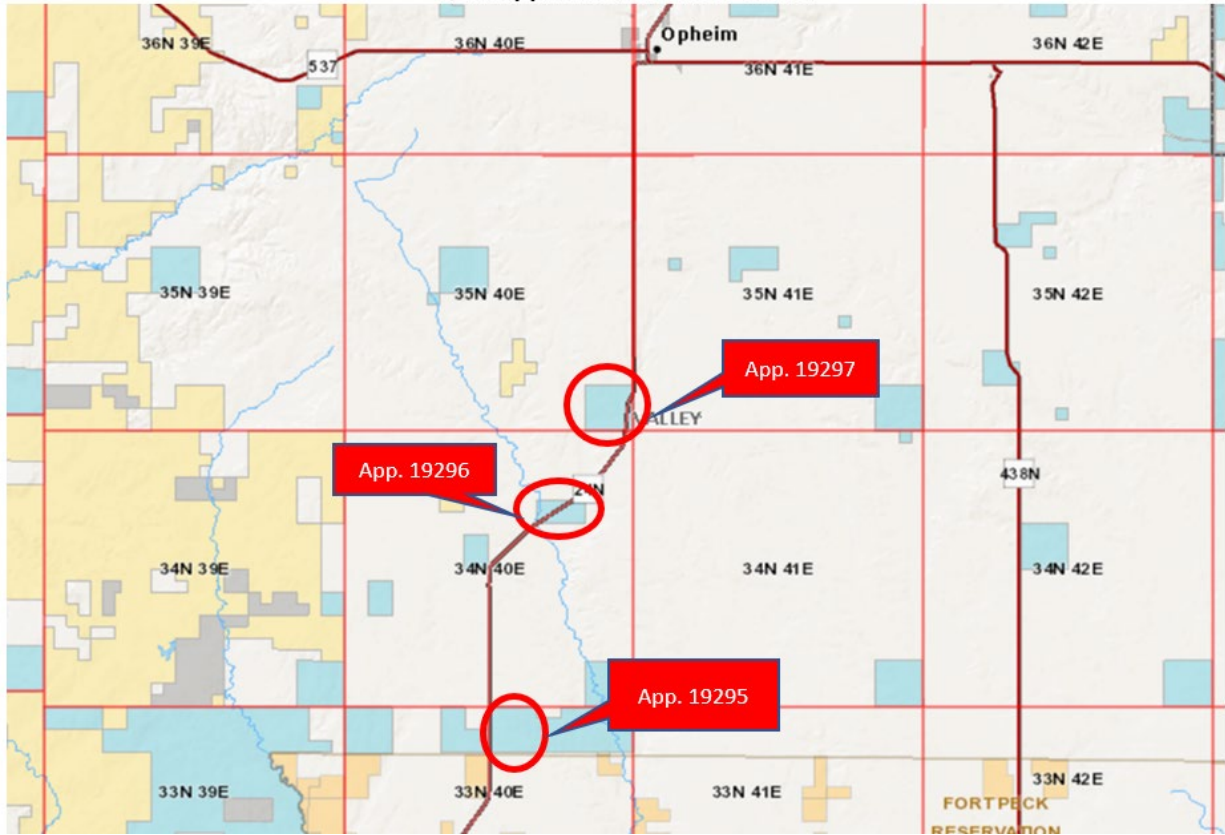 36N 39E
36N 40E
Opheim
36N 42E
537
36N 41E
35N 39E
35N 40E
35N 41E
35N 42E
App. 19297
VALLEY
App. 19296
24N
438N
34N 39E
34N 40E
34N 41E
34N 42E
App. 19295
33N 39E
33N 40E
33N 41E
33N 42E
FORT PECK
RESERVATION